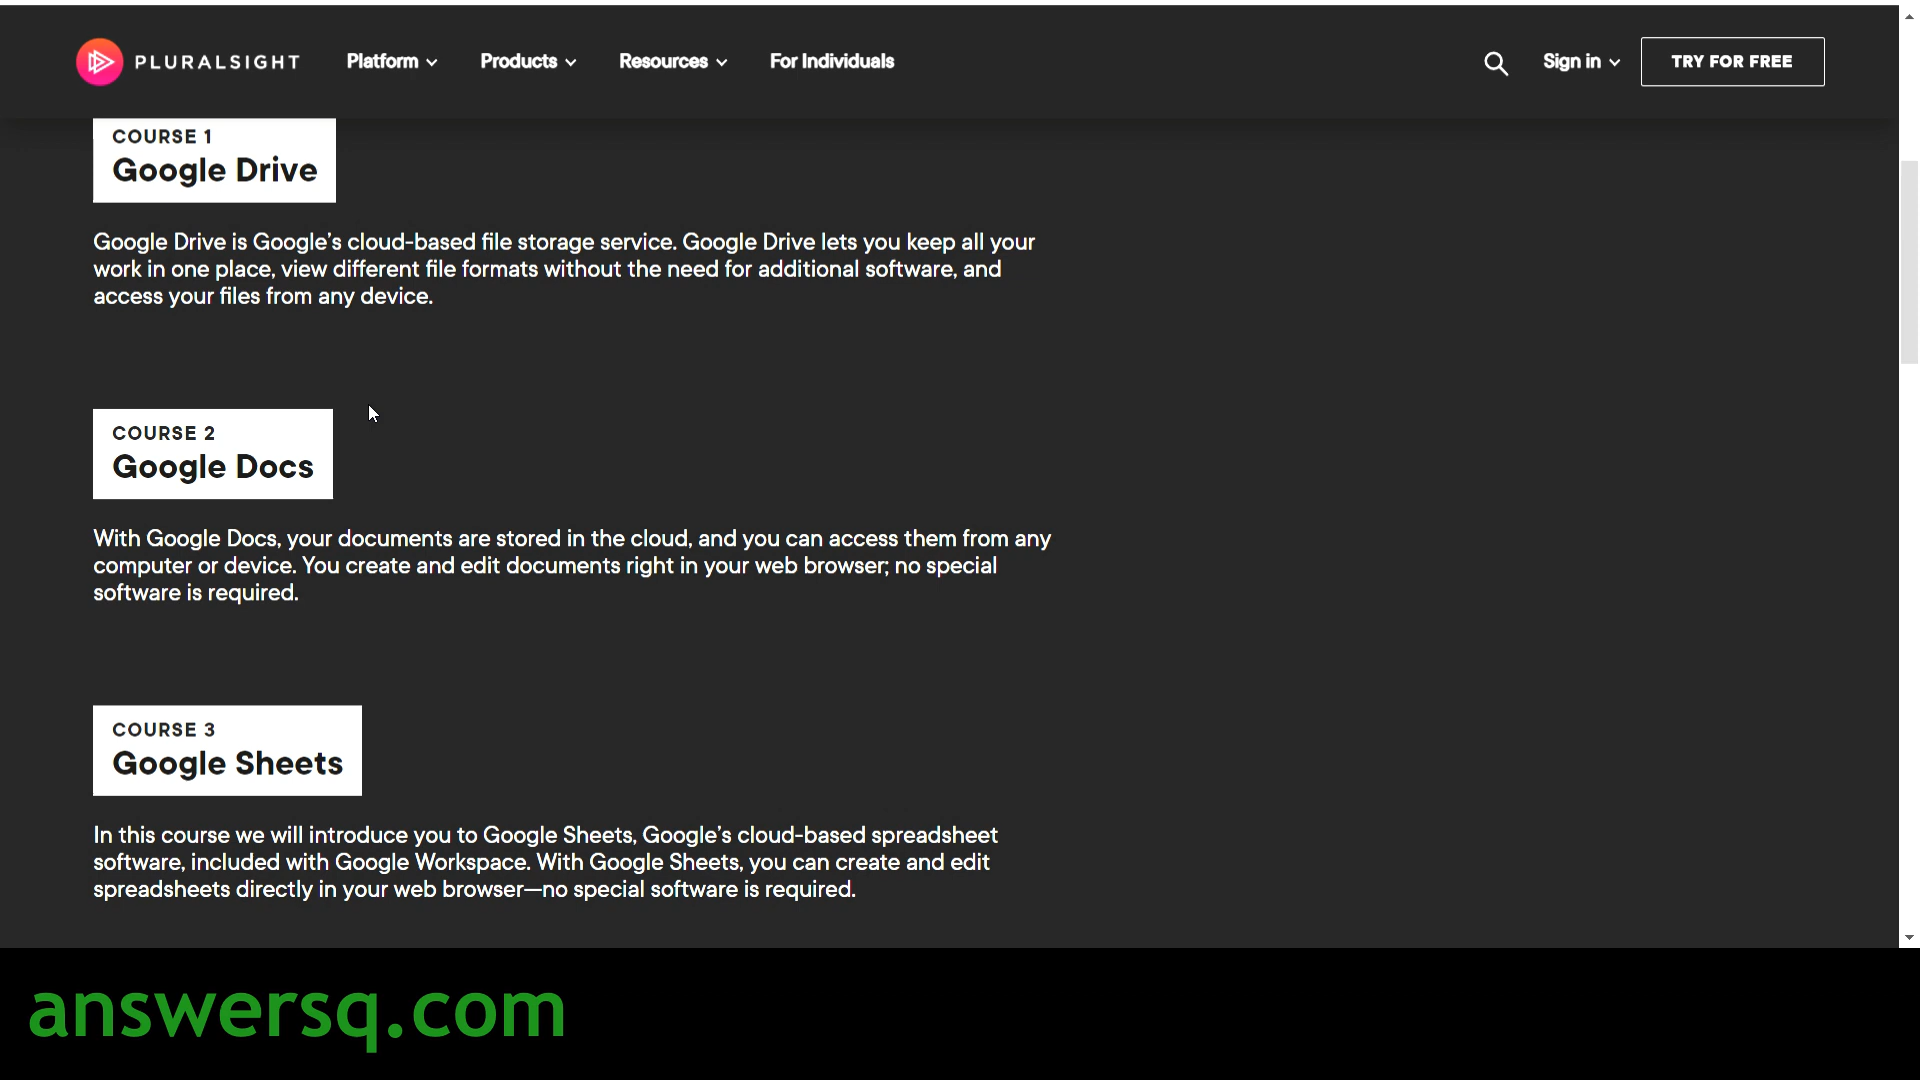 PLURALSIGHT Platform Products Resources For Individuals Sign in TRY FOR FREE
COURSE 1
Google Drive
Google Drive is Google’s cloud-based file storage service. Google Drive lets you keep all your
work in one place, view different file formats without the need for additional software, and
access your files from any device.
COURSE 2
Google Docs
With Google Docs, your documents are stored in the cloud, and you can access them from any
computer or device. You create and edit documents right in your web browser; no special
software is required.
COURSE 3
Google Sheets
In this course we will introduce you to Google Sheets, Google’s cloud-based spreadsheet
software, included with Google Workspace. With Google Sheets, you can create and edit
spreadsheets directly in your web browser—no special software is required.
answersq.com